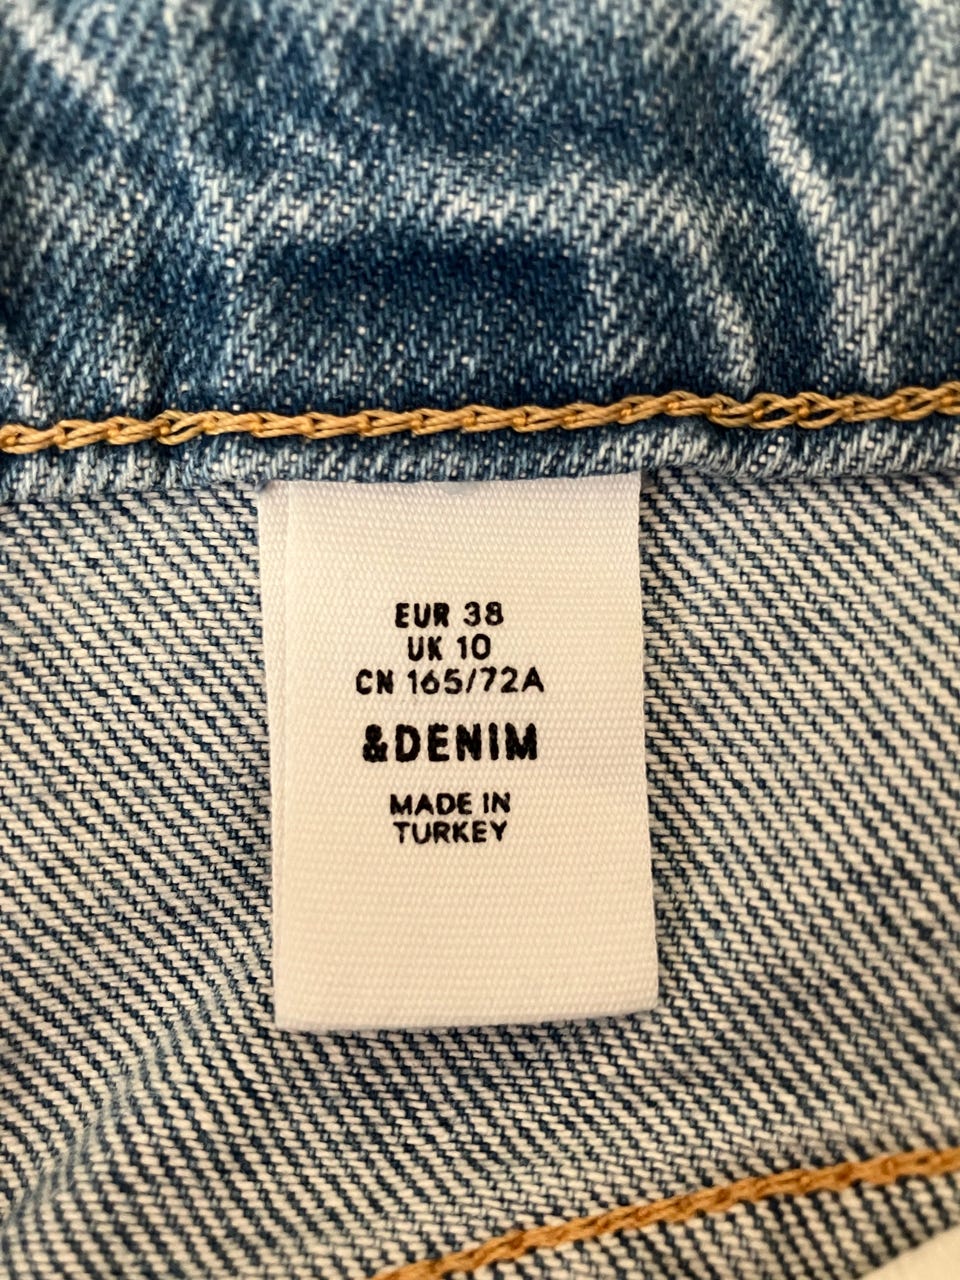 EUR 38
UK 10
CN 165/72A
&DENIM
MADE IN
TURKEY